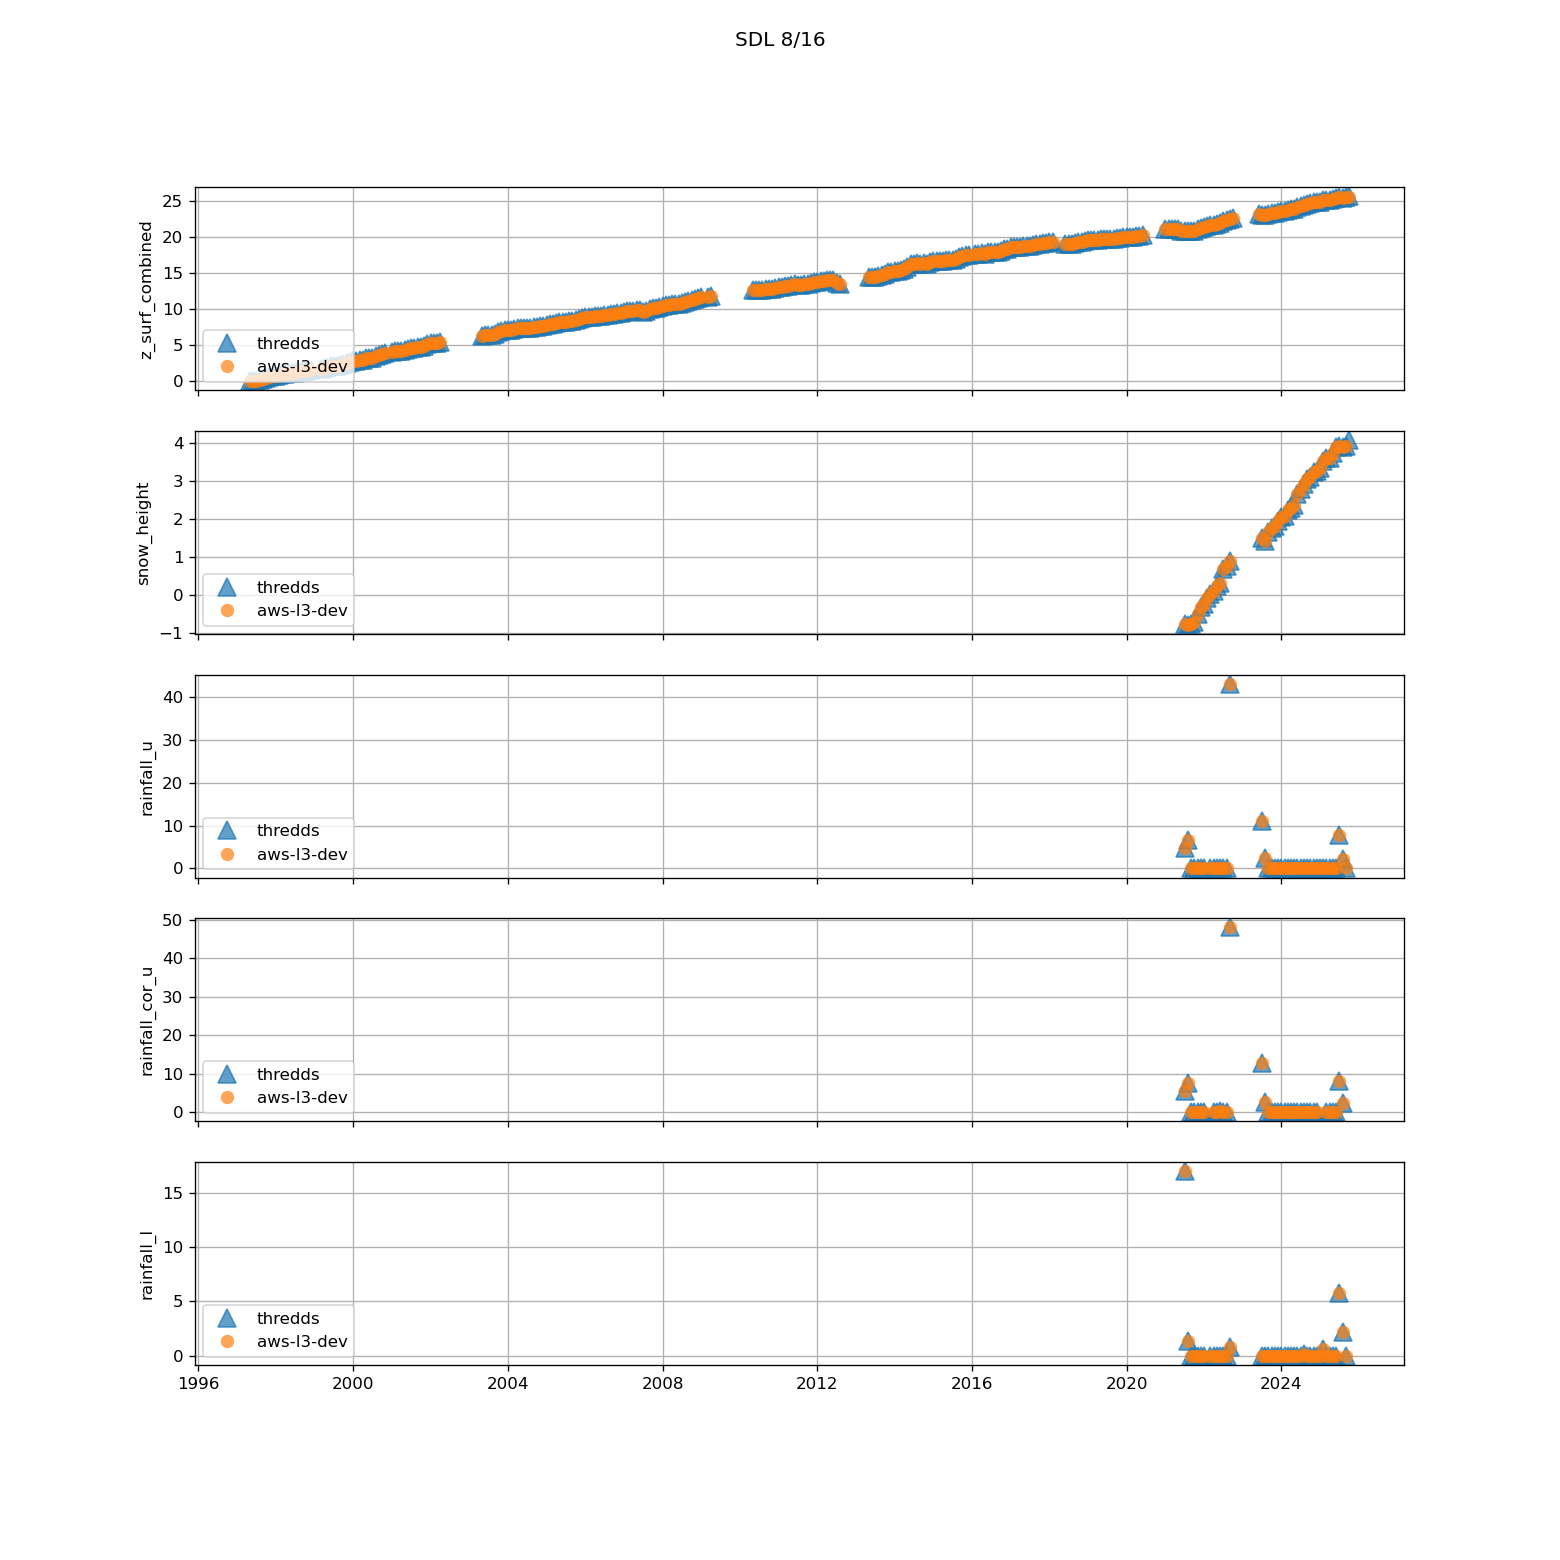 SDL 8/16
z_surf_combined
25
20
15
10
5
0
thredds
aws-l3-dev
snow_height
4
3
2
1
0
−1
thredds
aws-l3-dev
rainfall_u
40
30
20
10
0
thredds
aws-l3-dev
rainfall_cor_u
50
40
30
20
10
0
thredds
aws-l3-dev
rainfall_l
15
10
5
0
thredds
aws-l3-dev
1996 2000 2004 2008 2012 2016 2020 2024